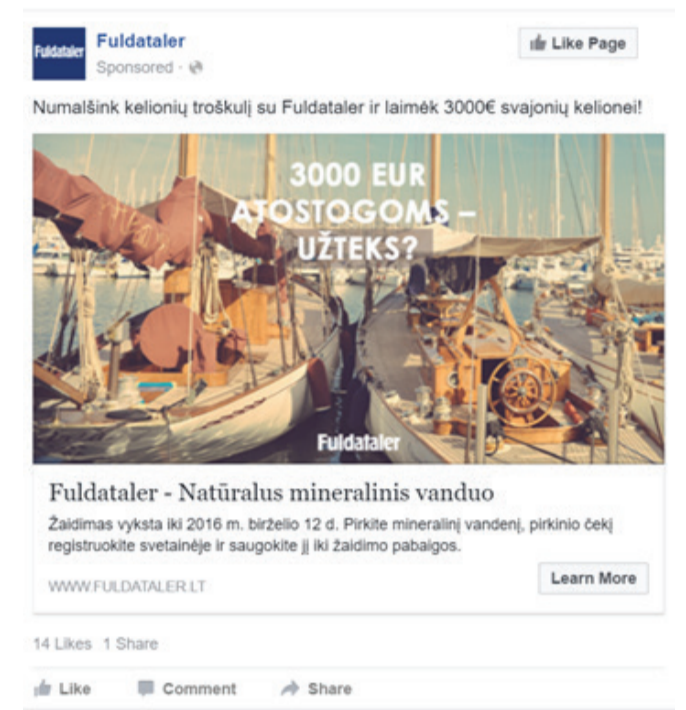 Fuldataler
Fuldataler
Like Page
Sponsored ·
Numalšink kelionių troškulį su Fuldataler ir laimėk 3000€ svajonių kelionei!
3000 EUR
ATOSTOGOMS –
UŽTEKS?
Fuldataler
Fuldataler - Natūralus mineralinis vanduo
Žaidimas vyksta iki 2016 m. birželio 12 d. Pirkite mineralinį vandenį, pirkinio čekį
registruokite svetainėje ir saugokite jį iki žaidimo pabaigos.
WWW.FULDATALER.LT
Learn More
14 Likes 1 Share
Like Comment Share